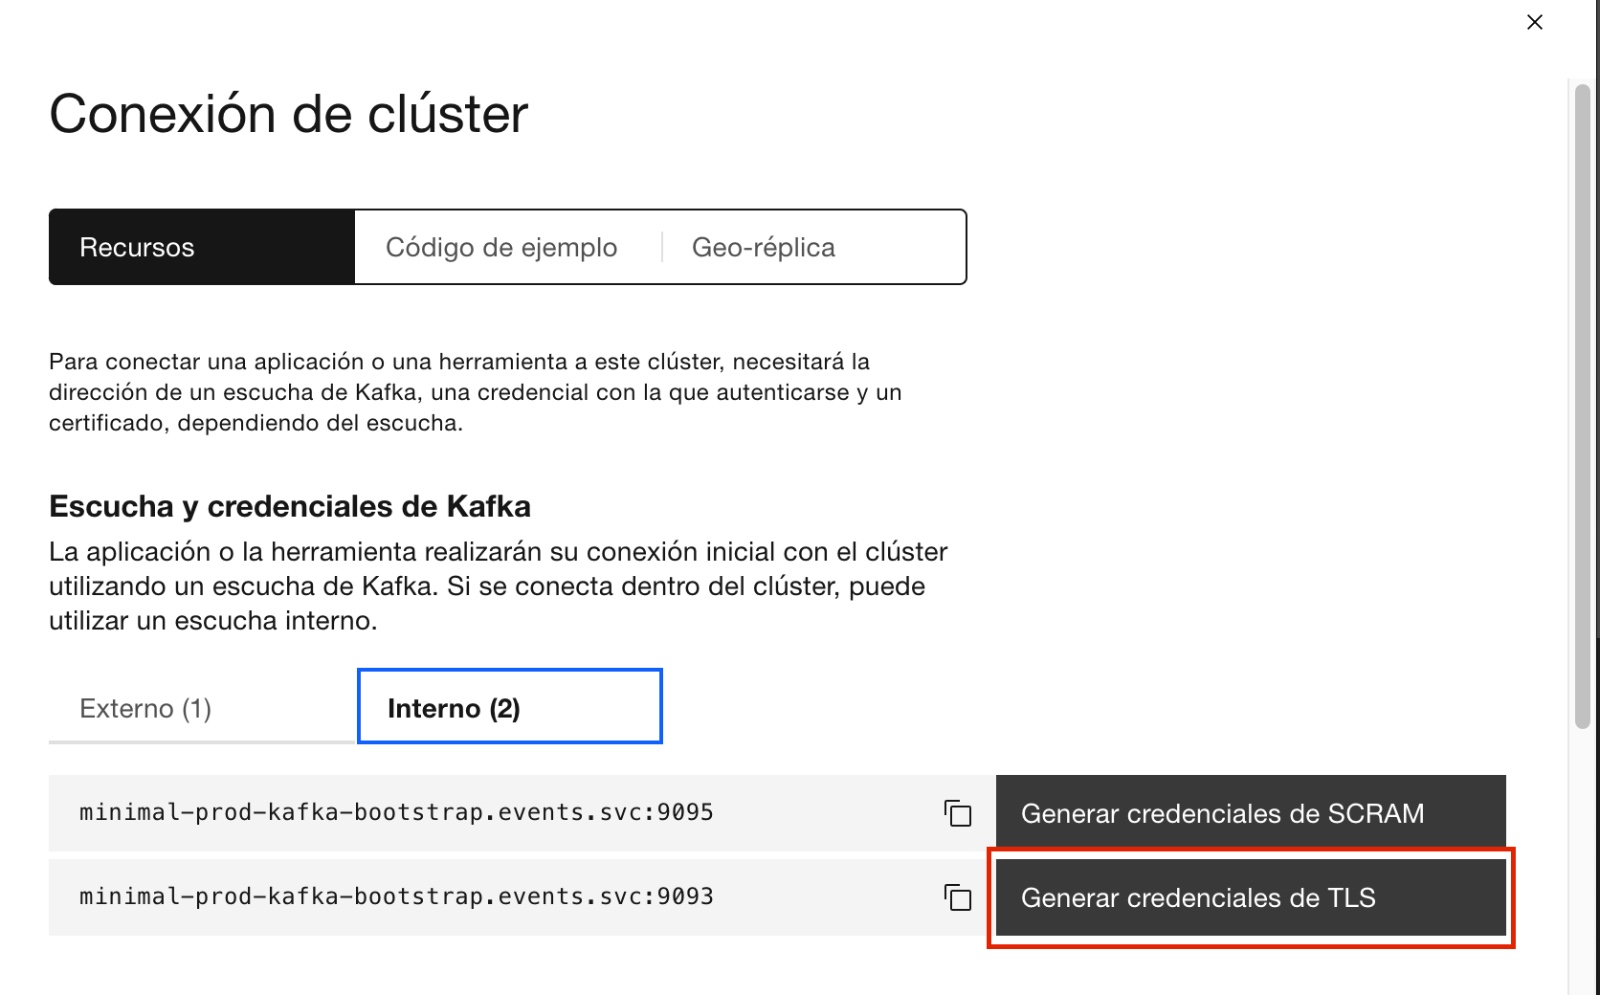 Conexión de clúster
Recursos
Código de ejemplo
Geo-réplica
Para conectar una aplicación o una herramienta a este clúster, necesitará la
dirección de un escucha de Kafka, una credencial con la que autenticarse y un
certificado, dependiendo del escucha.
Escucha y credenciales de Kafka
La aplicación o la herramienta realizarán su conexión inicial con el clúster
utilizando un escucha de Kafka. Si se conecta dentro del clúster, puede
utilizar un escucha interno.
Externo (1)
Interno (2)
minimal-prod-kafka-bootstrap.events.svc:9095
Generar credenciales de SCRAM
minimal-prod-kafka-bootstrap.events.svc:9093
Generar credenciales de TLS